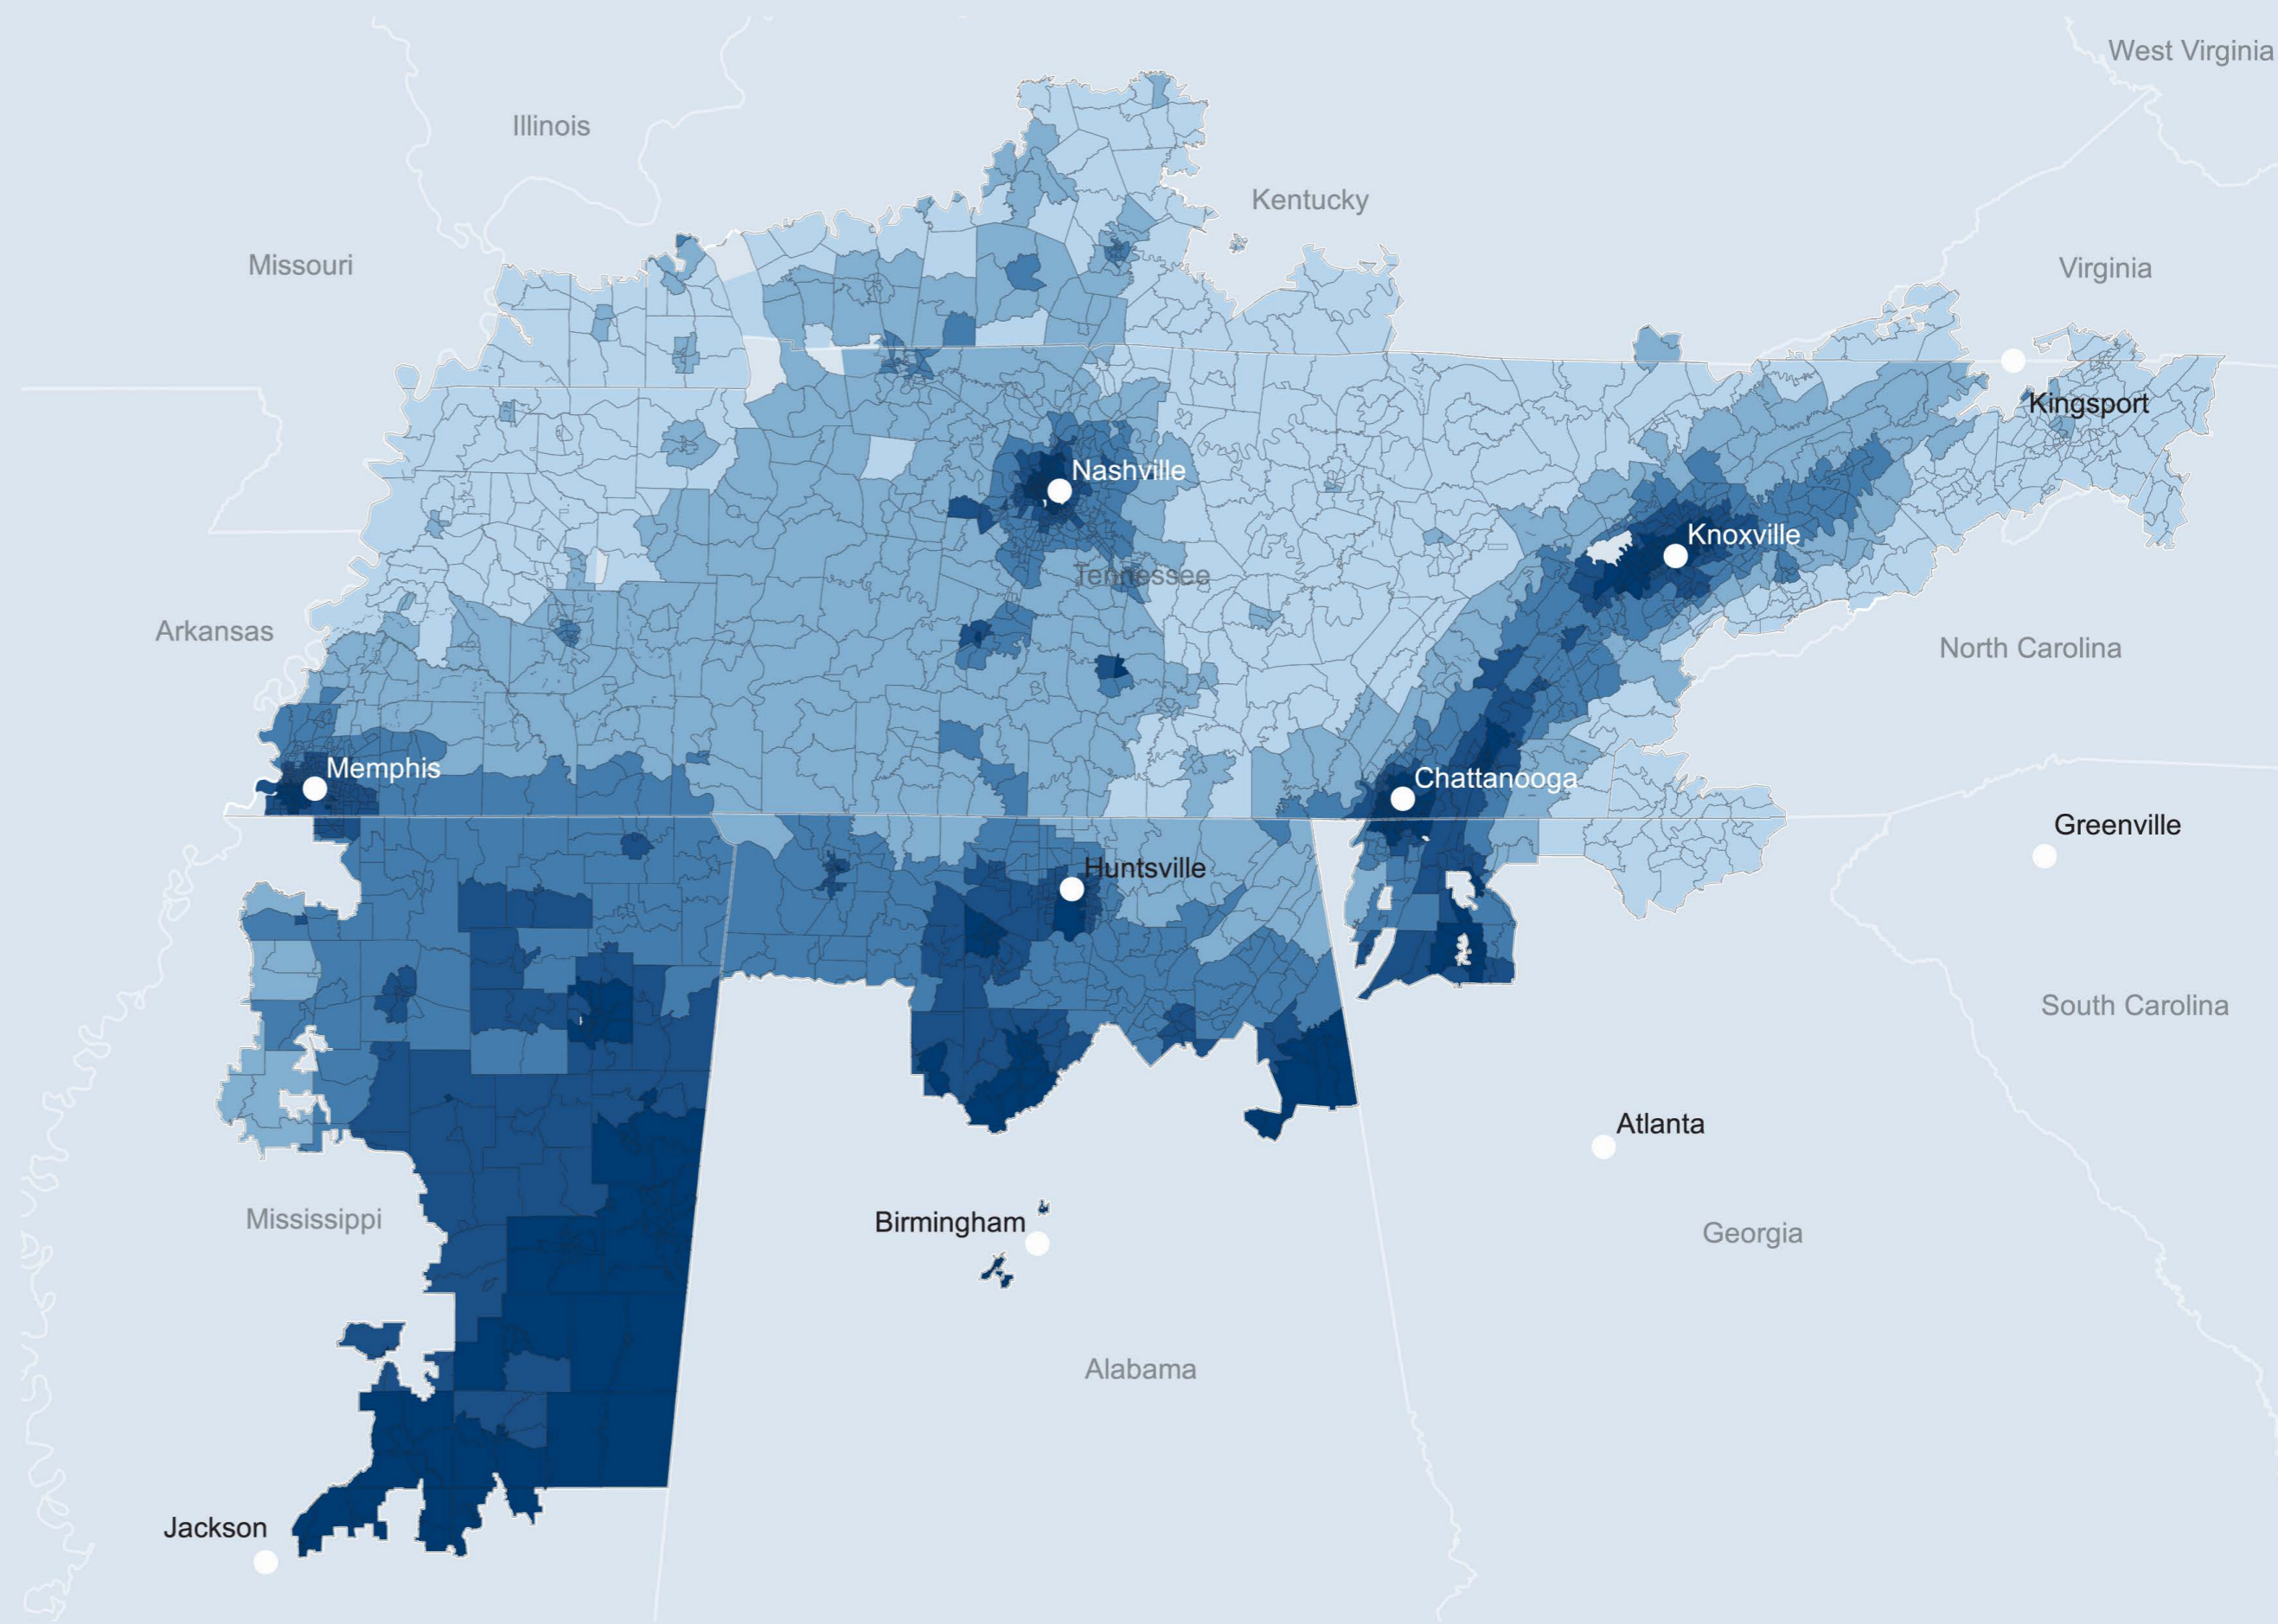 West Virginia
Illinois
Kentucky
Missouri
Virginia
Kingsport
Nashville
Knoxville
Tennessee
Arkansas
North Carolina
Memphis
Chattanooga
Greenville
Huntsville
South Carolina
Atlanta
Mississippi
Birmingham
Georgia
Alabama
Jackson